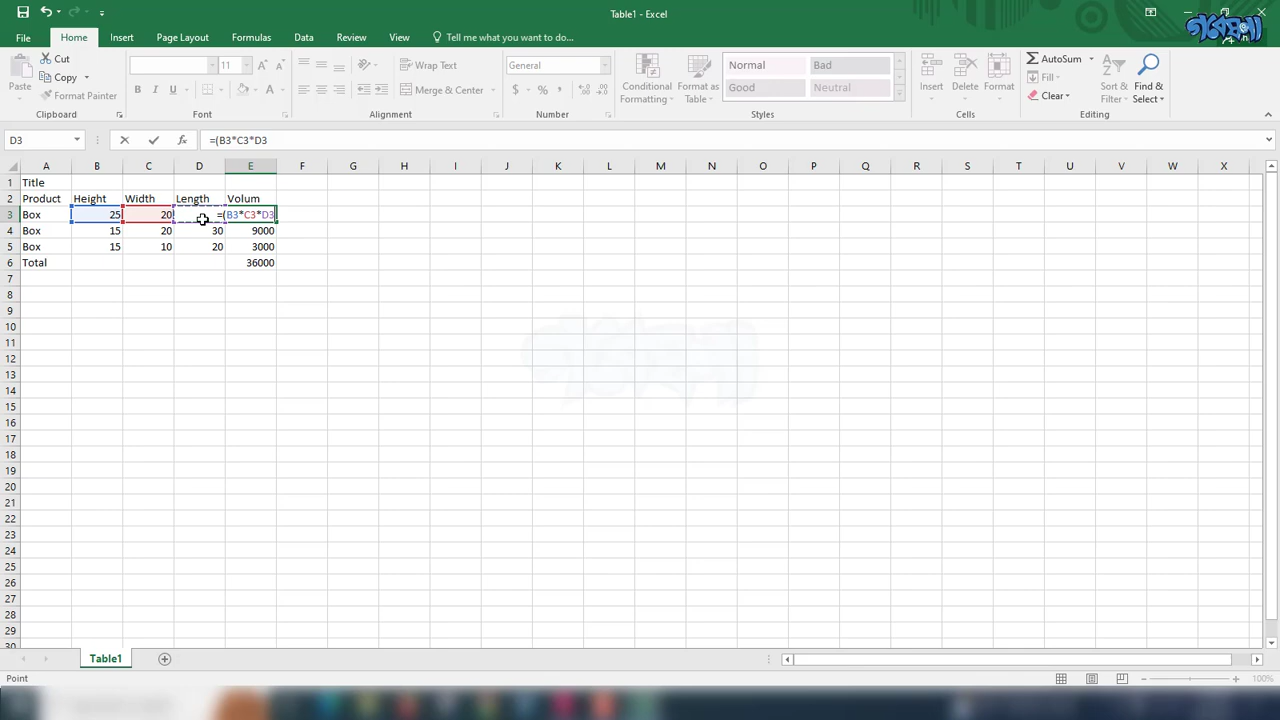 Table1 - Excel
File Home Insert Page Layout Formulas Data Review View Tell me what you want to do...
Paste
Cut
Copy
Format Painter
Clipboard
11
B I U
Font
Wrap Text
Merge & Center
Alignment
General
$ % ,
Number
Conditional Formatting
Format as Table
Normal Bad
Good Neutral
Styles
Insert Delete Format
Cells
AutoSum
Fill
Clear
Sort & Filter
Find & Select
Editing
D3 fx =(B3*C3*D3
A B C D E F G H I J K L M N O P Q R S T U V W X
1 Title
2 Product Height Width Length Volum
3 Box 25 20 =(B3*C3*D3
4 Box 15 20 30 9000
5 Box 15 10 20 3000
6 Total 36000
7
8
9
10
11
12
13
14
15
16
17
18
19
20
21
22
23
24
25
26
27
28
29
30
Table1
Point 100%